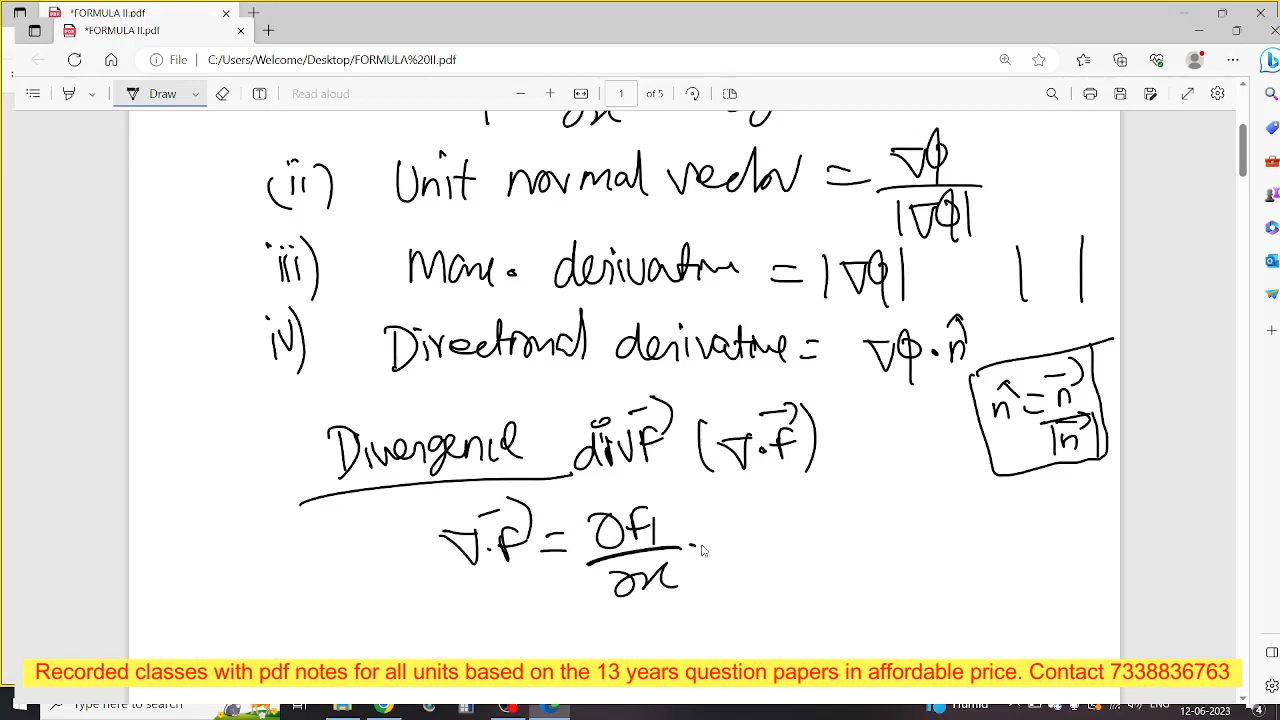 *FORMULA II.pdf
*FORMULA II.pdf
File C:/Users/Welcome/Desktop/FORMULA%20II.pdf
Draw Read aloud 1 of 5
(ii) Unit normal vector = ∇φ / |∇φ|
iii) Max. derivative = |∇φ| | |
iv) Directional derivative = ∇φ · n̂
n̂ = n⃗ / |n⃗|
Divergence div F⃗ (∇ · F⃗)
∇ · F⃗ = ∂F1 / ∂x
Recorded classes with pdf notes for all units based on the 13 years question papers in affordable price. Contact 7338836763
Type here to search
12-06-2023